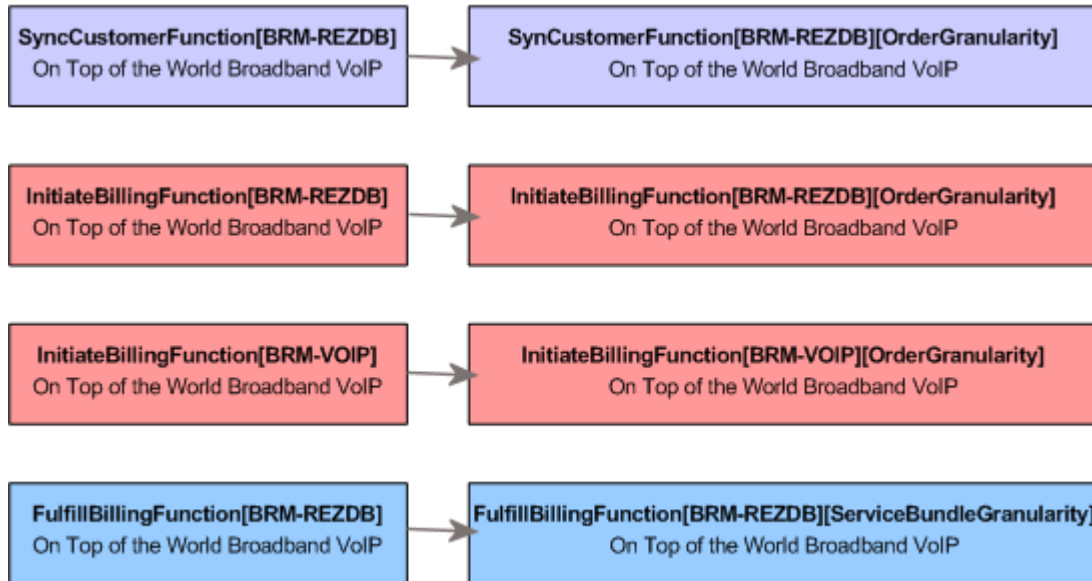 SyncCustomerFunction[BRM-REZDB]
On Top of the World Broadband VoIP
SynCustomerFunction[BRM-REZDB][OrderGranularity]
On Top of the World Broadband VoIP
InitiateBillingFunction[BRM-REZDB]
On Top of the World Broadband VoIP
InitiateBillingFunction[BRM-REZDB][OrderGranularity]
On Top of the World Broadband VoIP
InitiateBillingFunction[BRM-VOIP]
On Top of the World Broadband VoIP
InitiateBillingFunction[BRM-VOIP][OrderGranularity]
On Top of the World Broadband VoIP
FulfillBillingFunction[BRM-REZDB]
On Top of the World Broadband VoIP
FulfillBillingFunction[BRM-REZDB][ServiceBundleGranularity]
On Top of the World Broadband VoIP